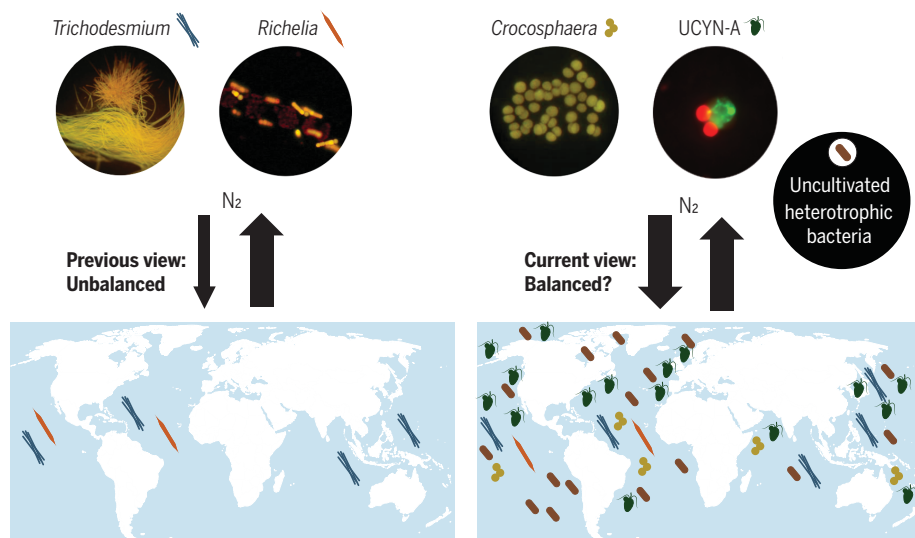 Trichodesmium
Richelia
Crocosphaera
UCYN-A
Uncultivated
heterotrophic
bacteria
N₂
Previous view:
Unbalanced
N₂
Current view:
Balanced?